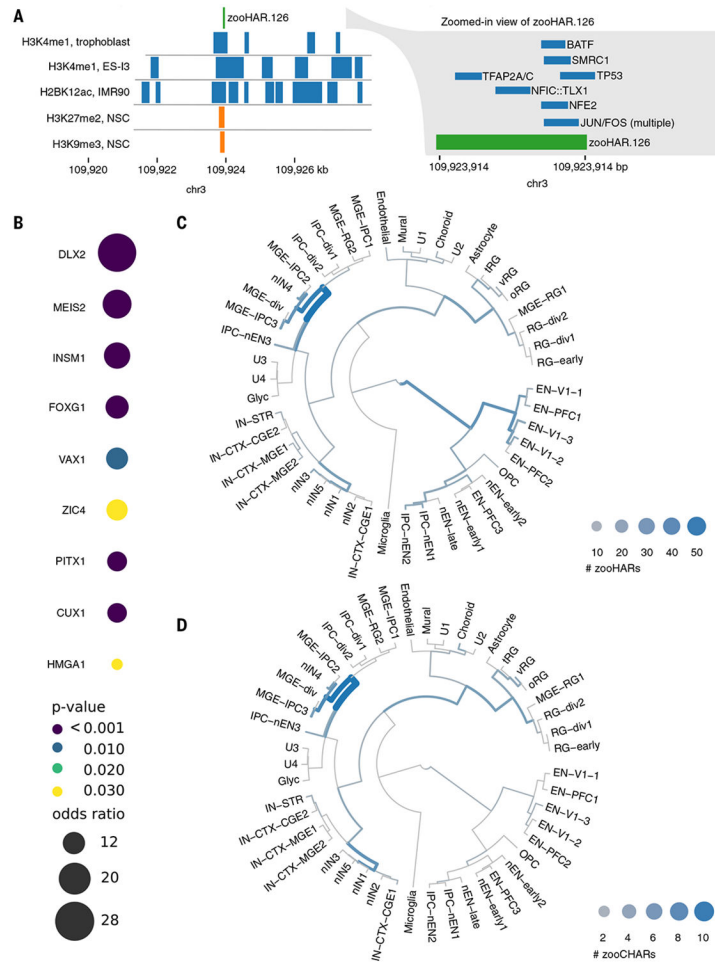 A
zooHAR.126
H3K4me1, trophoblast
H3K4me1, ES-I3
H2BK12ac, IMR90
H3K27me2, NSC
H3K9me3, NSC
109,920
109,922
109,924
109,926 kb
chr3
Zoomed-in view of zooHAR.126
BATF
SMRC1
TFAP2A/C
TP53
NFIC::TLX1
NFE2
JUN/FOS (multiple)
zooHAR.126
109,923,914
109,923,914 bp
chr3
B
DLX2
MEIS2
INSM1
FOXG1
VAX1
ZIC4
PITX1
CUX1
HMGA1
p-value
<0.001
0.010
0.020
0.030
odds ratio
12
20
28
C
Endothelial
Mural
U1
Choroid
U2
Astrocyte
tRG
vRG
oRG
MGE-RG1
RG-div2
RG-div1
RG-early
EN-V1-1
EN-PFC1
EN-V1-3
EN-V1-2
EN-PFC2
OPC
nEN-early2
EN-PFC3
nEN-early1
nEN-late
IPC-nEN1
IPC-nEN2
Microglia
IN-CTX-CGE1
nIN2
nIN1
nIN5
nIN3
IN-CTX-MGE2
IN-CTX-MGE1
IN-CTX-CGE2
IN-STR
Glyc
U4
U3
IPC-nEN3
MGE-IPC3
MGE-div
nIN4
MGE-IPC2
IPC-div2
IPC-div1
MGE-RG2
MGE-IPC1
10 20 30 40 50
# zooHARs
D
Endothelial
Mural
U1
Choroid
U2
Astrocyte
tRG
vRG
oRG
MGE-RG1
RG-div2
RG-div1
RG-early
EN-V1-1
EN-PFC1
EN-V1-3
EN-V1-2
EN-PFC2
OPC
nEN-early2
EN-PFC3
nEN-early1
nEN-late
IPC-nEN1
IPC-nEN2
Microglia
IN-CTX-CGE1
nIN2
nIN1
nIN5
nIN3
IN-CTX-MGE2
IN-CTX-MGE1
IN-CTX-CGE2
IN-STR
Glyc
U4
U3
IPC-nEN3
MGE-IPC3
MGE-div
nIN4
MGE-IPC2
IPC-div2
IPC-div1
MGE-RG2
MGE-IPC1
2 4 6 8 10
# zooCHARs